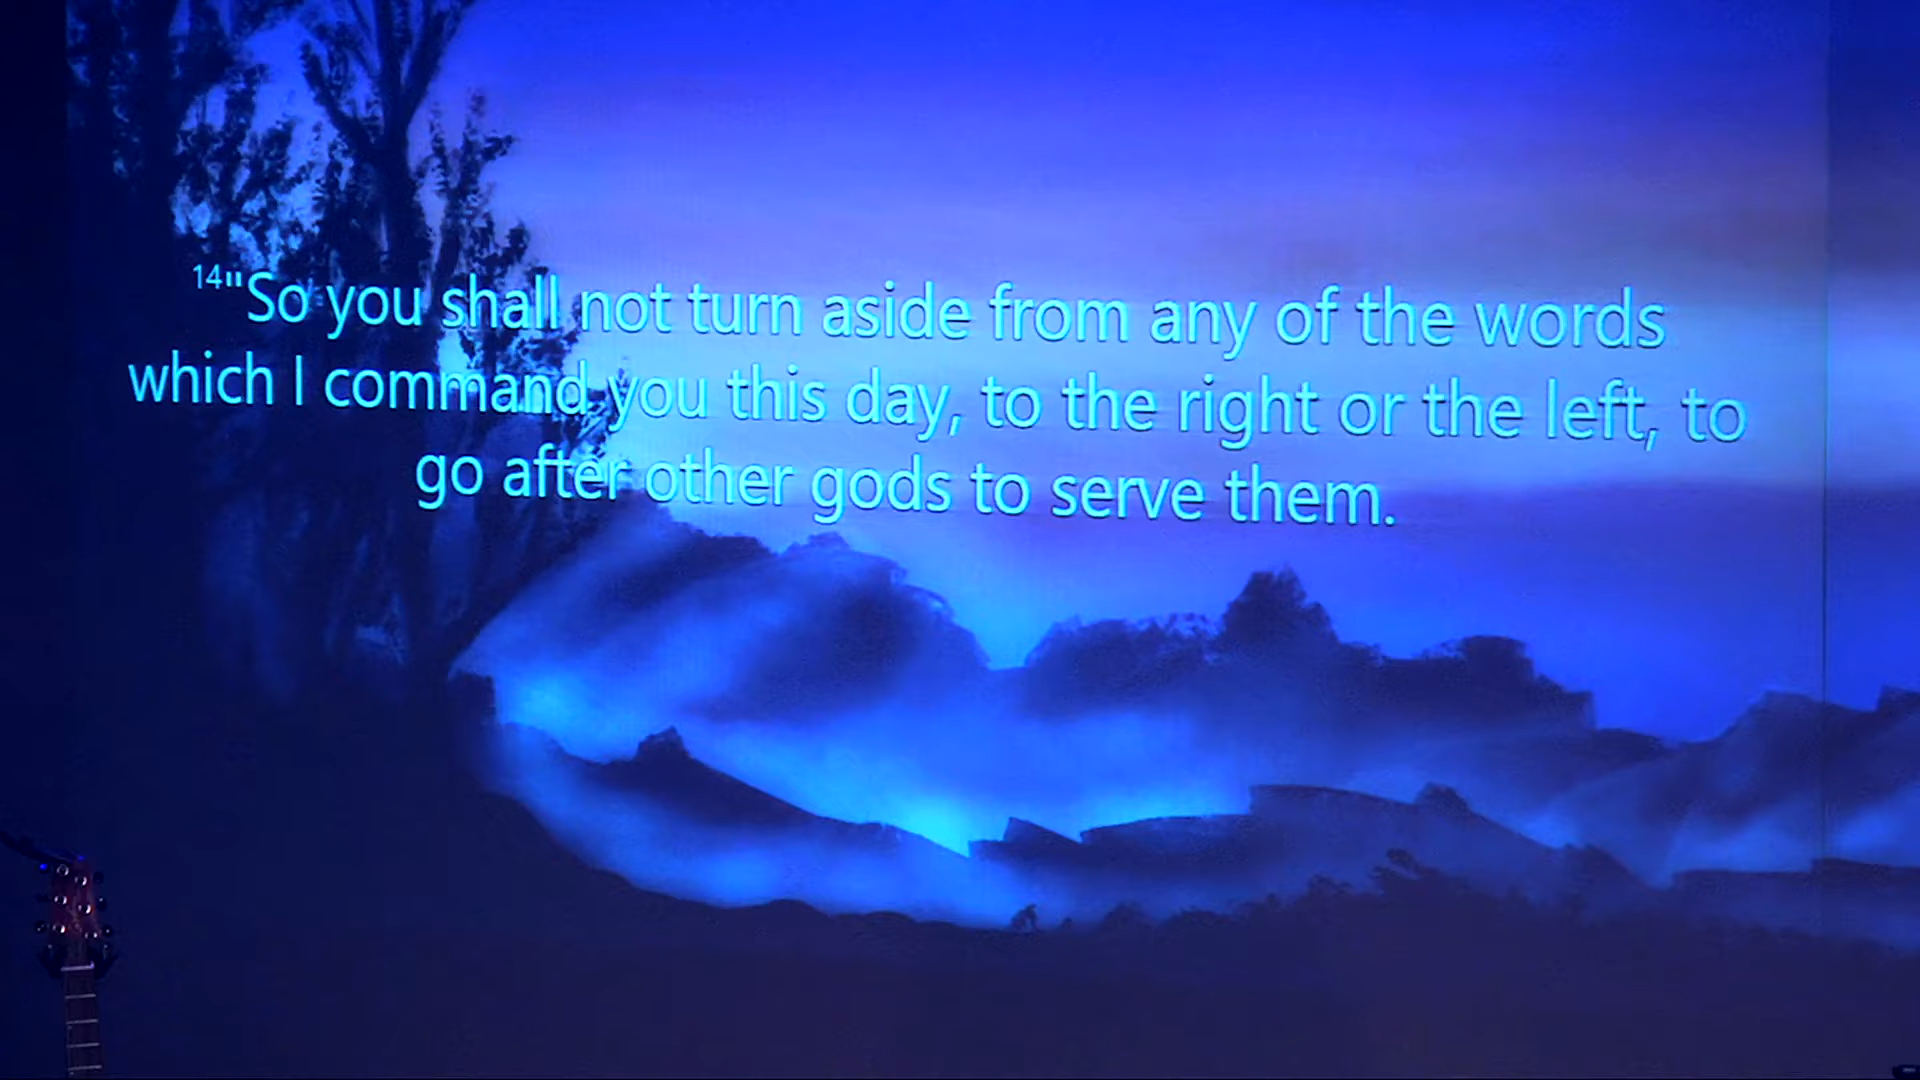 14"So you shall not turn aside from any of the words
which I command you this day, to the right or the left, to
go after other gods to serve them.